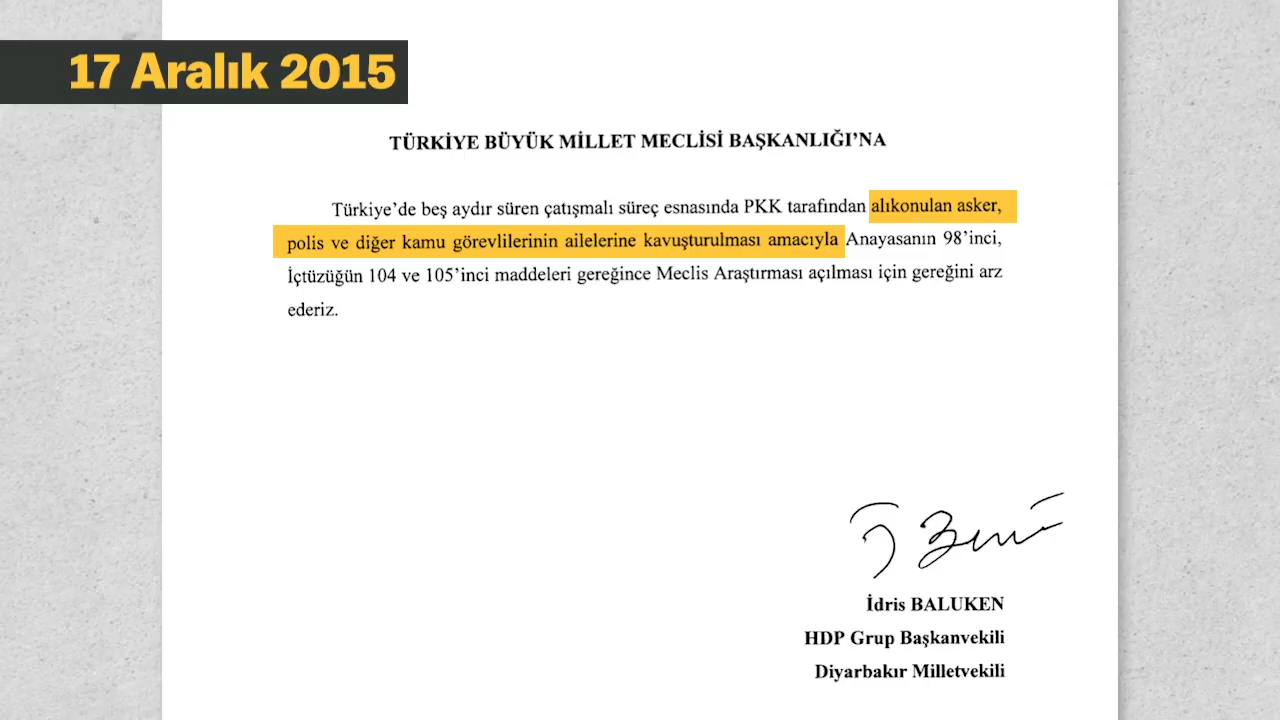 17 Aralık 2015
TÜRKİYE BÜYÜK MİLLET MECLİSİ BAŞKANLIĞI’NA
Türkiye’de beş aydır süren çatışmalı süreç esnasında PKK tarafından alıkonulan asker,
polis ve diğer kamu görevlilerinin ailelerine kavuşturulması amacıyla Anayasanın 98’inci,
İçtüzüğün 104 ve 105’inci maddeleri gereğince Meclis Araştırması açılması için gereğini arz
ederiz.
İdris BALUKEN
HDP Grup Başkanvekili
Diyarbakır Milletvekili